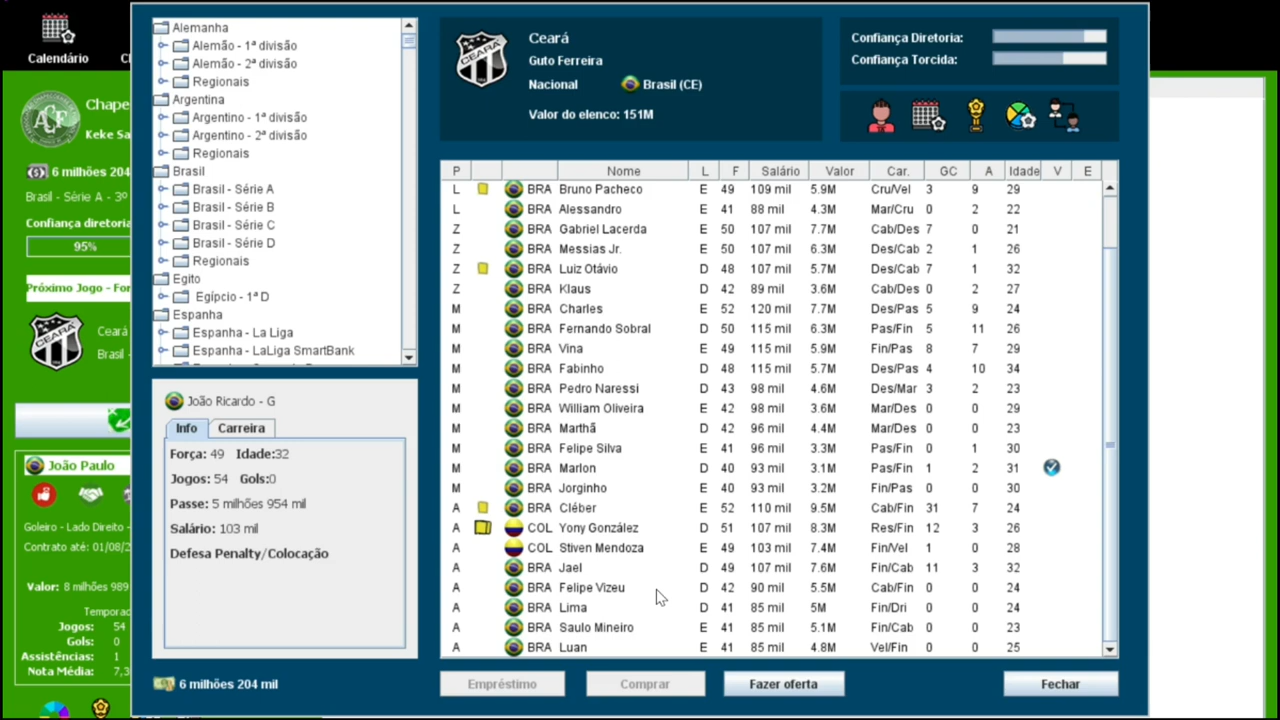 Calendário
Cl
Chape
Keke Sa
6 milhões 204
Brasil - Série A - 3º
Confiança diretoria
95%
Próximo Jogo - For
CEARÁ
Ceará
Brasil -
João Paulo
Goleiro - Lado Direito -
Contrato até: 01/08/2
Valor: 8 milhões 989
Temporad
Jogos: 54
Gols: 0
Assistências: 1
Nota Média: 7,3
Alemanha
Alemão - 1ª divisão
Alemão - 2ª divisão
Regionais
Argentina
Argentino - 1ª divisão
Argentino - 2ª divisão
Regionais
Brasil
Brasil - Série A
Brasil - Série B
Brasil - Série C
Brasil - Série D
Regionais
Egito
Egípcio - 1ª D
Espanha
Espanha - La Liga
Espanha - LaLiga SmartBank
João Ricardo - G
Info Carreira
Força: 49 Idade:32
Jogos: 54 Gols:0
Passe: 5 milhões 954 mil
Salário: 103 mil
Defesa Penalty/Colocação
6 milhões 204 mil
CEARÁ
Ceará
Guto Ferreira
Nacional Brasil (CE)
Valor do elenco: 151M
Confiança Diretoria:
Confiança Torcida:
P Nome L F Salário Valor Car. GC A Idade V E
L BRA Bruno Pacheco E 49 109 mil 5.9M Cru/Vel 3 9 29
L BRA Alessandro E 41 88 mil 4.3M Mar/Cru 0 2 22
Z BRA Gabriel Lacerda E 50 107 mil 7.7M Cab/Des 7 0 21
Z BRA Messias Jr. E 50 107 mil 6.3M Des/Cab 2 1 26
Z BRA Luiz Otávio D 48 107 mil 5.7M Des/Cab 7 1 32
Z BRA Klaus D 42 89 mil 3.6M Cab/Des 0 2 27
M BRA Charles E 52 120 mil 7.7M Des/Pas 5 9 24
M BRA Fernando Sobral D 50 115 mil 6.3M Pas/Fin 5 11 26
M BRA Vina E 49 115 mil 5.9M Fin/Pas 8 7 29
M BRA Fabinho D 48 115 mil 5.7M Des/Pas 4 10 34
M BRA Pedro Naressi D 43 98 mil 4.6M Des/Mar 3 2 23
M BRA William Oliveira E 42 98 mil 3.6M Mar/Des 0 0 29
M BRA Marthã D 42 96 mil 4.4M Mar/Des 0 0 23
M BRA Felipe Silva E 41 96 mil 3.3M Pas/Fin 0 1 30
M BRA Marlon D 40 93 mil 3.1M Pas/Fin 1 2 31
M BRA Jorginho E 40 93 mil 3.2M Fin/Pas 0 0 30
A BRA Cléber E 52 110 mil 9.5M Cab/Fin 31 7 24
A COL Yony González D 51 107 mil 8.3M Res/Fin 12 3 26
A COL Stiven Mendoza E 49 103 mil 7.4M Fin/Vel 1 0 28
A BRA Jael D 49 107 mil 7.6M Fin/Cab 11 3 32
A BRA Felipe Vizeu D 42 90 mil 5.5M Cab/Fin 0 0 24
A BRA Lima D 41 85 mil 5M Fin/Dri 0 0 24
A BRA Saulo Mineiro E 41 85 mil 5.1M Fin/Cab 0 0 23
A BRA Luan E 41 85 mil 4.8M Vel/Fin 0 0 25
Empréstimo Comprar Fazer oferta Fechar